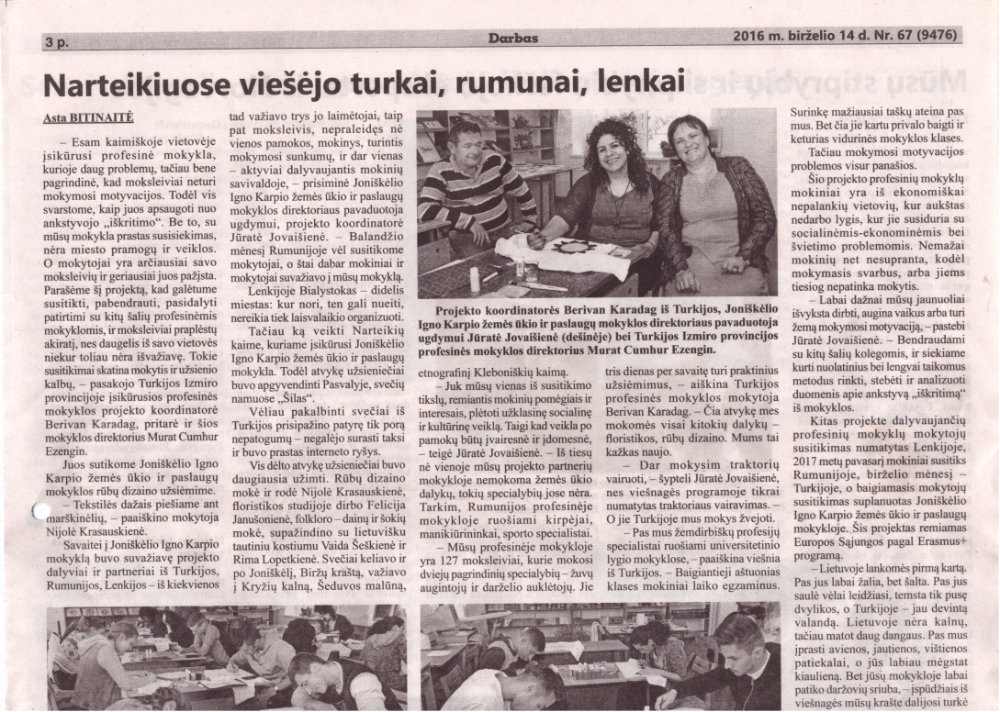 3 p.
Darbas
2016 m. birželio 14 d. Nr. 67 (9476)
Narteikiuose viešėjo turkai, rumunai, lenkai
Asta BITINAITĖ
– Esam kaimiškoje vietovėje
įsikūrusi profesinė mokykla,
kurioje daug problemų, tačiau bene
pagrindinė, kad moksleiviai neturi
mokymosi motyvacijos. Todėl vis
svarstome, kaip juos apsaugoti nuo
ankstyvojo „iškritimo“. Be to, su
mūsų mokykla prastas susisiekimas,
nėra miesto pramogų ir veiklos.
O mokytojai yra arčiausiai savo
moksleivių ir geriausiai juos pažįsta.
Parašėme šį projektą, kad galėtume
susitikti, pabendrauti, pasidalyti
patirtimi su kitų šalių profesinėmis
mokyklomis, ir moksleiviai praplėstų
akiratį, nes daugelis iš savo vietovės
niekur toliau nėra išvažiavę. Tokie
susitikimai skatina mokytis ir užsienio
kalbų, – pasakojo Turkijos Izmiro
provincijoje įsikūrusios profesinės
mokyklos projekto koordinatorė
Berivan Karadag, pritarė ir šios
mokyklos direktorius Murat Cumhur
Ezengin.
Juos sutikome Joniškėlio Igno
Karpio žemės ūkio ir paslaugų
mokyklos rūbų dizaino užsiėmime.
– Tekstilės dažais piešiame ant
marškinėlių, – paaiškino mokytoja
Nijolė Krasauskienė.
Savaitei į Joniškėlio Igno Karpio
mokyklą buvo suvažiavę projekto
dalyviai ir partneriai iš Turkijos,
Rumunijos, Lenkijos – iš kiekvienos
tad važiavo trys jo laimėtojai, taip
pat moksleivis, nepraleidęs nė
vienos pamokos, mokinys, turintis
mokymosi sunkumų, ir dar vienas
– aktyviai dalyvaujantis mokinių
savivaldoje, – prisiminė Joniškėlio
Igno Karpio žemės ūkio ir paslaugų
mokyklos direktoriaus pavaduotoja
ugdymui, projekto koordinatorė
Jūratė Jovaišienė. – Balandžio
mėnesį Rumunijoje vėl susitikome
mokytojai, o štai dabar mokiniai ir
mokytojai suvažiavo į mūsų mokyklą.
Lenkijoje Bialystokas – didelis
miestas: kur nori, ten gali nueiti,
nereikia tiek laisvalaikio organizuoti.
Tačiau ką veikti Narteikių
kaime, kuriame įsikūrusi Joniškėlio
Igno Karpio žemės ūkio ir paslaugų
mokykla. Todėl atvykę užsieniečiai
buvo apgyvendinti Pasvalyje, svečių
namuose „Šilas“.
Vėliau pakalbinti svečiai iš
Turkijos prisipažino patyrę tik porą
nepatogumų – negalėjo surasti taksi
ir buvo prastas interneto ryšys.
Vis dėlto atvykę užsieniečiai buvo
daugiausia užimti. Rūbų dizaino
mokė ir rodė Nijolė Krasauskienė,
floristikos studijoje dirbo Felicija
Janušonienė, folkloro – dainų ir šokių
mokė, supažindino su lietuvišku
tautiniu kostiumu Vaida Šeškienė ir
Rima Lopetkienė. Svečiai keliavo ir
po Joniškėlį, Biržų kraštą, važiavo
į Kryžių kalną, Šeduvos malūną,
Projekto koordinatorės Berivan Karadag iš Turkijos, Joniškėlio
Igno Karpio žemės ūkio ir paslaugų mokyklos direktoriaus pavaduotoja
ugdymui Jūratė Jovaišienė (dešinėje) bei Turkijos Izmiro provincijos
profesinės mokyklos direktorius Murat Cumhur Ezengin.
etnografinį Kleboniškių kaimą.
– Juk mūsų vienas iš susitikimo
tikslų, remiantis mokinių pomėgiais ir
interesais, plėtoti užklasinę socialinę
ir kultūrinę veiklą. Taigi kad veikla po
pamokų būtų įvairesnė ir įdomesnė,
– teigė Jūratė Jovaišienė. – Iš tiesų
nė vienoje mūsų projekto partnerių
mokykloje nemokoma žemės ūkio
dalykų, tokių specialybių jose nėra.
Tarkim, Rumunijos profesinėje
mokykloje ruošiami kirpėjai,
manikiūrininkai, sporto specialistai.
– Mūsų profesinėje mokykloje
yra 127 moksleiviai, kurie mokosi
dviejų pagrindinių specialybių – žuvų
augintojų ir darželio auklėtojų. Jie
tris dienas per savaitę turi praktinius
užsiėmimus, – aiškina Turkijos
profesinės mokyklos mokytoja
Berivan Karadag. – Čia atvykę mes
mokomės visai kitokių dalykų –
floristikos, rūbų dizaino. Mums tai
kažkas naujo.
– Dar mokysim traktorių
vairuoti, – šypteli Jūratė Jovaišienė,
nes viešnagės programoje tikrai
numatytas traktoriaus vairavimas. –
O jie Turkijoje mus mokys žvejoti.
– Pas mus žemdirbiškų profesijų
specialistai ruošiami universitetinio
lygio mokyklose, – paaiškina viešnia
iš Turkijos. – Baigiantieji aštuonias
klases mokiniai laiko egzaminus.
Surinkę mažiausiai taškų ateina pas
mus. Bet čia jie kartu privalo baigti ir
keturias vidurinės mokyklos klases.
Tačiau mokymosi motyvacijos
problemos visur panašios.
Šio projekto profesinių mokyklų
mokiniai yra iš ekonomiškai
nepalankių vietovių, kur aukštas
nedarbo lygis, kur jie susiduria su
socialinėmis-ekonominėmis bei
švietimo problemomis. Nemažai
mokinių net nesupranta, kodėl
mokymasis svarbus, arba jiems
tiesiog nepatinka mokytis.
– Labai dažnai mūsų jaunuoliai
išvyksta dirbti, augina vaikus arba turi
žemą mokymosi motyvaciją, – pastebi
Jūratė Jovaišienė. – Bendraudami
su kitų šalių kolegomis, ir siekiame
kurti nuolatinius bei lengvai taikomus
metodus rinkti, stebėti ir analizuoti
duomenis apie ankstyvą „iškritimą“
iš mokyklos.
Kitas projekte dalyvaujančių
profesinių mokyklų mokytojų
susitikimas numatytas Lenkijoje,
2017 metų pavasarį mokiniai susitiks
Rumunijoje, birželio mėnesį –
Turkijoje, o baigiamasis mokytojų
susitikimas suplanuotas Joniškėlio
Igno Karpio žemės ūkio ir paslaugų
mokykloje. Šis projektas remiamas
Europos Sąjungos pagal Erasmus+
programą.
– Lietuvoje lankomės pirmą kartą.
Pas jus labai žalia, bet šalta. Pas jus
saulė vėlai leidžiasi, temsta tik pusę
dvylikos, o Turkijoje – jau devintą
valandą. Lietuvoje nėra kalnų,
tačiau matot daug dangaus. Pas mus
įprasti avienos, jautienos, vištienos
patiekalai, o jūs labiau mėgstat
kiaulieną. Bet jūsų mokykloje labai
patiko daržovių sriuba, – įspūdžiais iš
viešnagės mūsų krašte dalijosi turkė